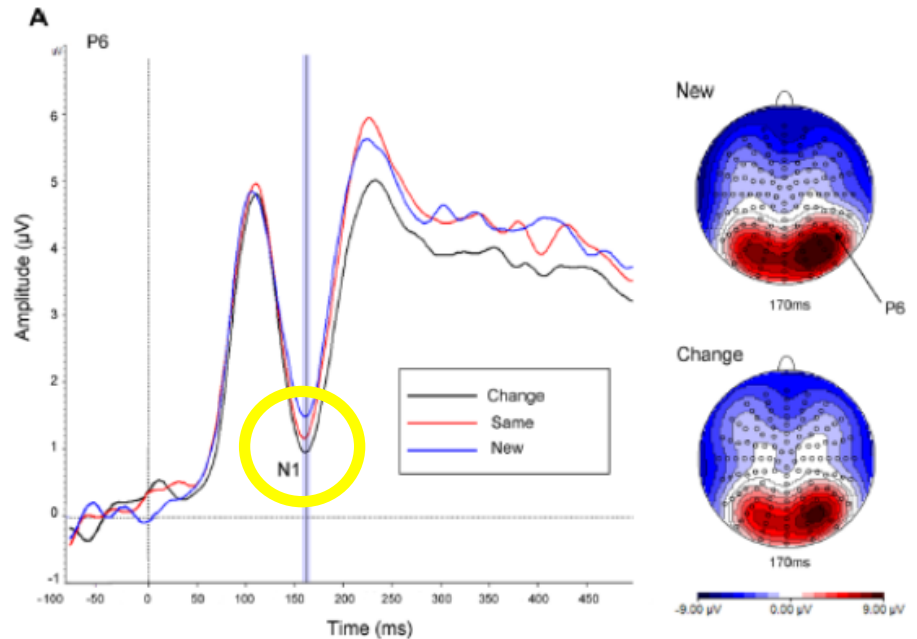 A
P6
6
5
4
3
2
1
0
-1
Amplitude (µV)
-100 -50 0 50 100 150 200 250 300 350 400 450
Time (ms)
N1
Change
Same
New
New
170ms
P6
Change
170ms
-9.00 µV 0.00 µV 9.00 µV